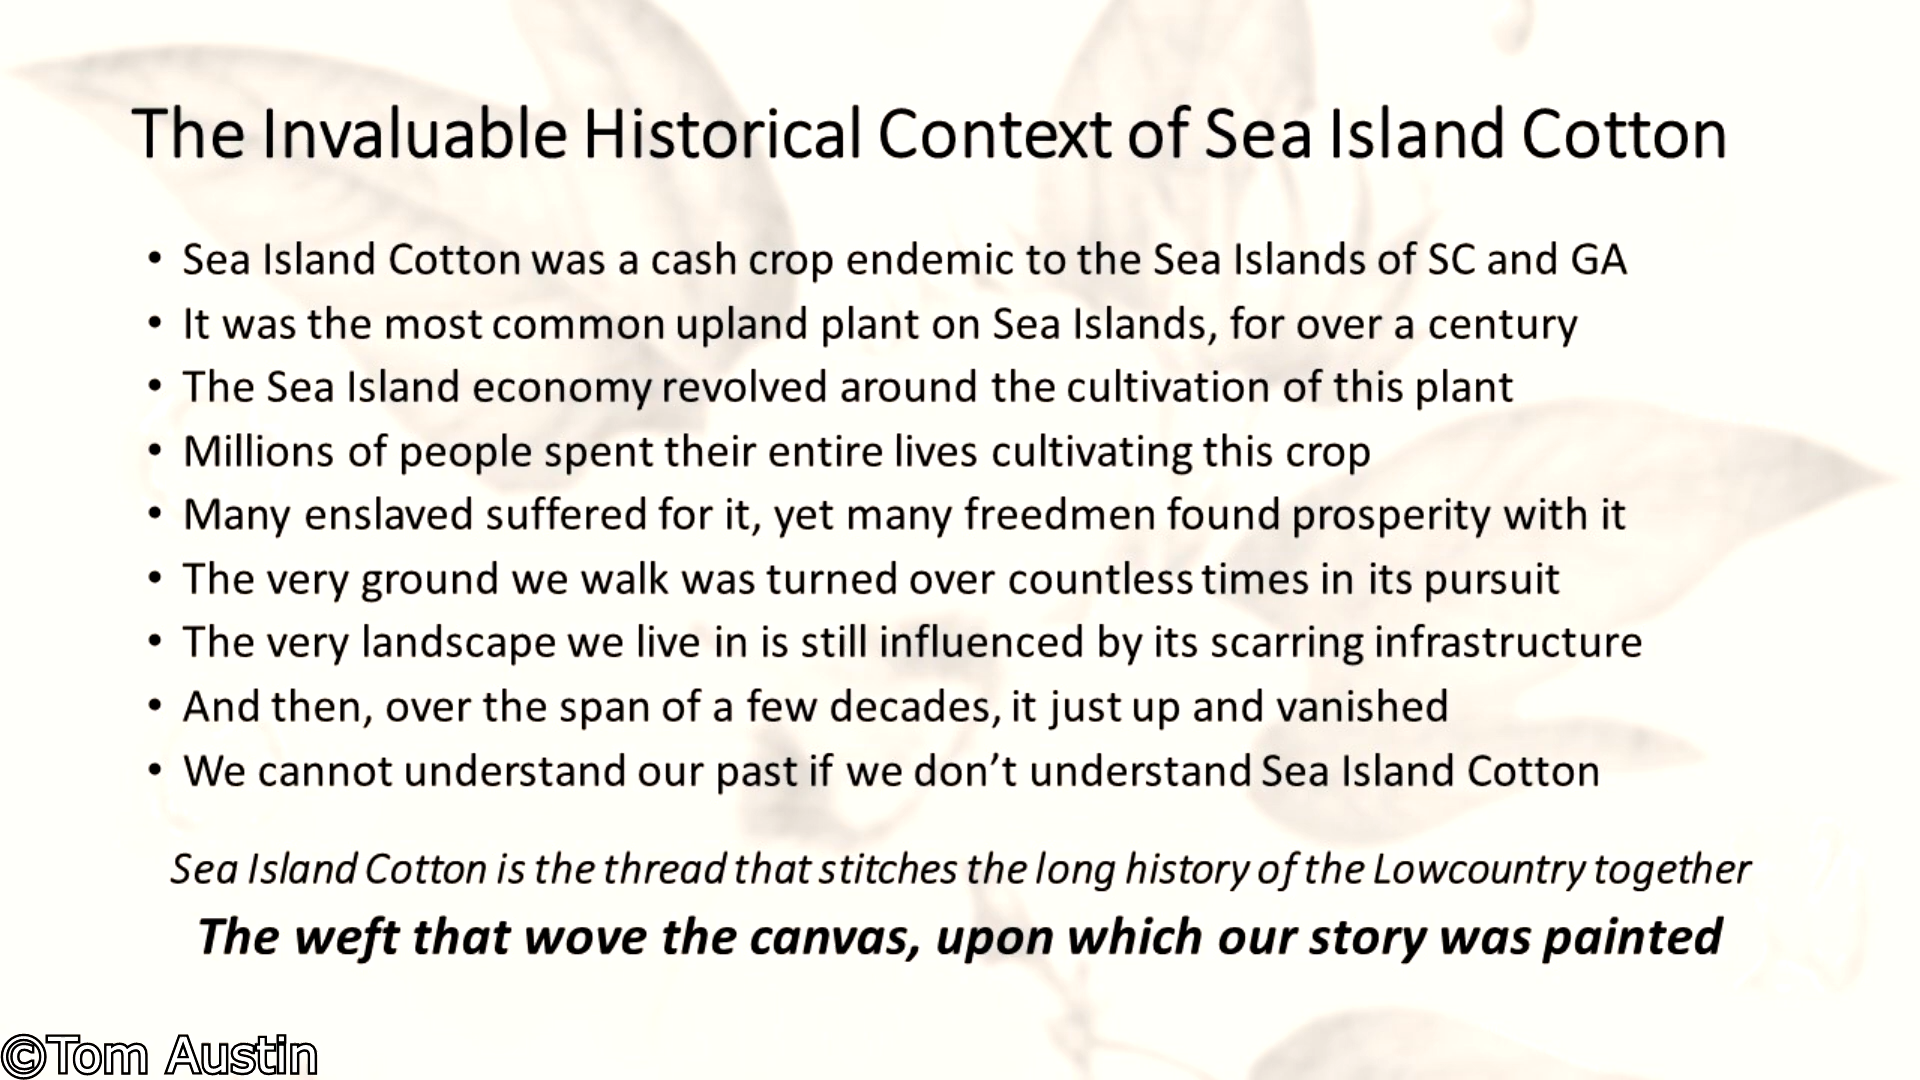 The Invaluable Historical Context of Sea Island Cotton
• Sea Island Cotton was a cash crop endemic to the Sea Islands of SC and GA
• It was the most common upland plant on Sea Islands, for over a century
• The Sea Island economy revolved around the cultivation of this plant
• Millions of people spent their entire lives cultivating this crop
• Many enslaved suffered for it, yet many freedmen found prosperity with it
• The very ground we walk was turned over countless times in its pursuit
• The very landscape we live in is still influenced by its scarring infrastructure
• And then, over the span of a few decades, it just up and vanished
• We cannot understand our past if we don’t understand Sea Island Cotton
Sea Island Cotton is the thread that stitches the long history of the Lowcountry together
The weft that wove the canvas, upon which our story was painted
©Tom Austin